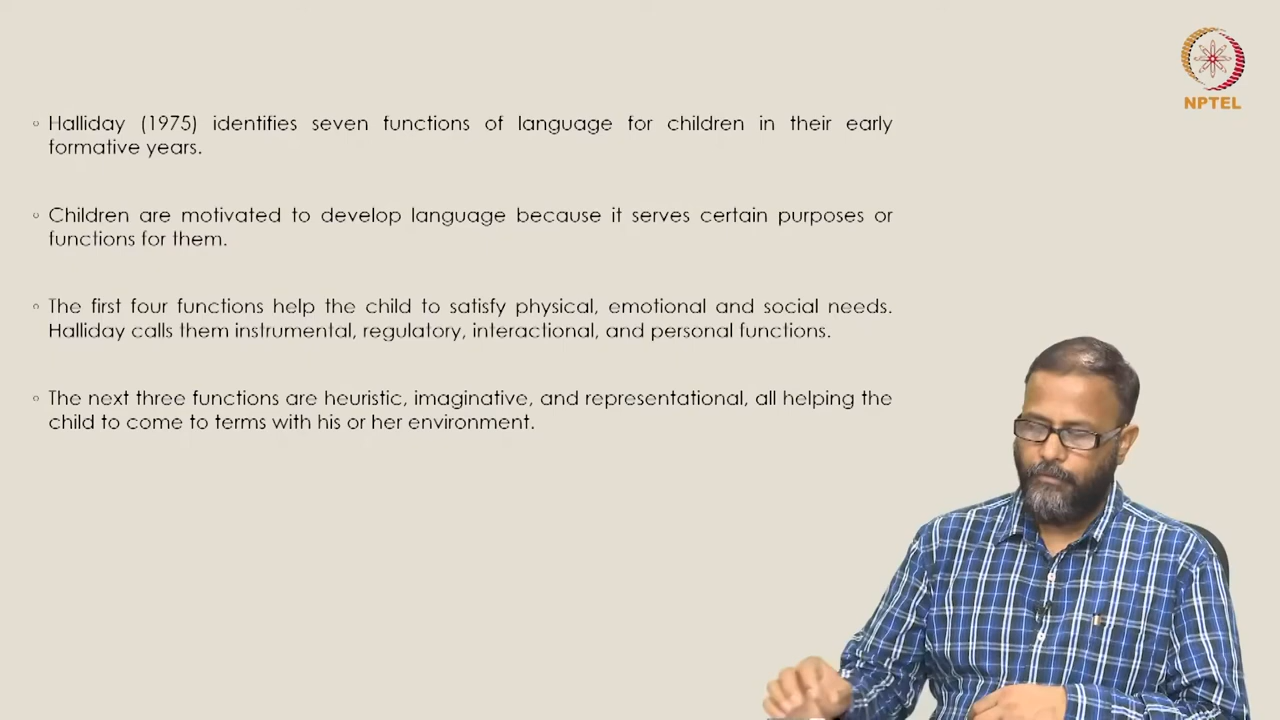 NPTEL
◦ Halliday (1975) identifies seven functions of language for children in their early
formative years.
◦ Children are motivated to develop language because it serves certain purposes or
functions for them.
◦ The first four functions help the child to satisfy physical, emotional and social needs.
Halliday calls them instrumental, regulatory, interactional, and personal functions.
◦ The next three functions are heuristic, imaginative, and representational, all helping the
child to come to terms with his or her environment.